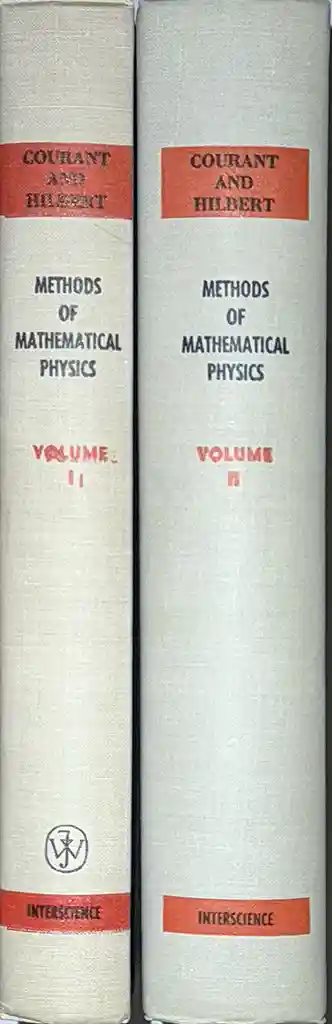 COURANT
AND
HILBERT
METHODS
OF
MATHEMATICAL
PHYSICS
VOLUME
I
INTERSCIENCE
COURANT
AND
HILBERT
METHODS
OF
MATHEMATICAL
PHYSICS
VOLUME
II
INTERSCIENCE